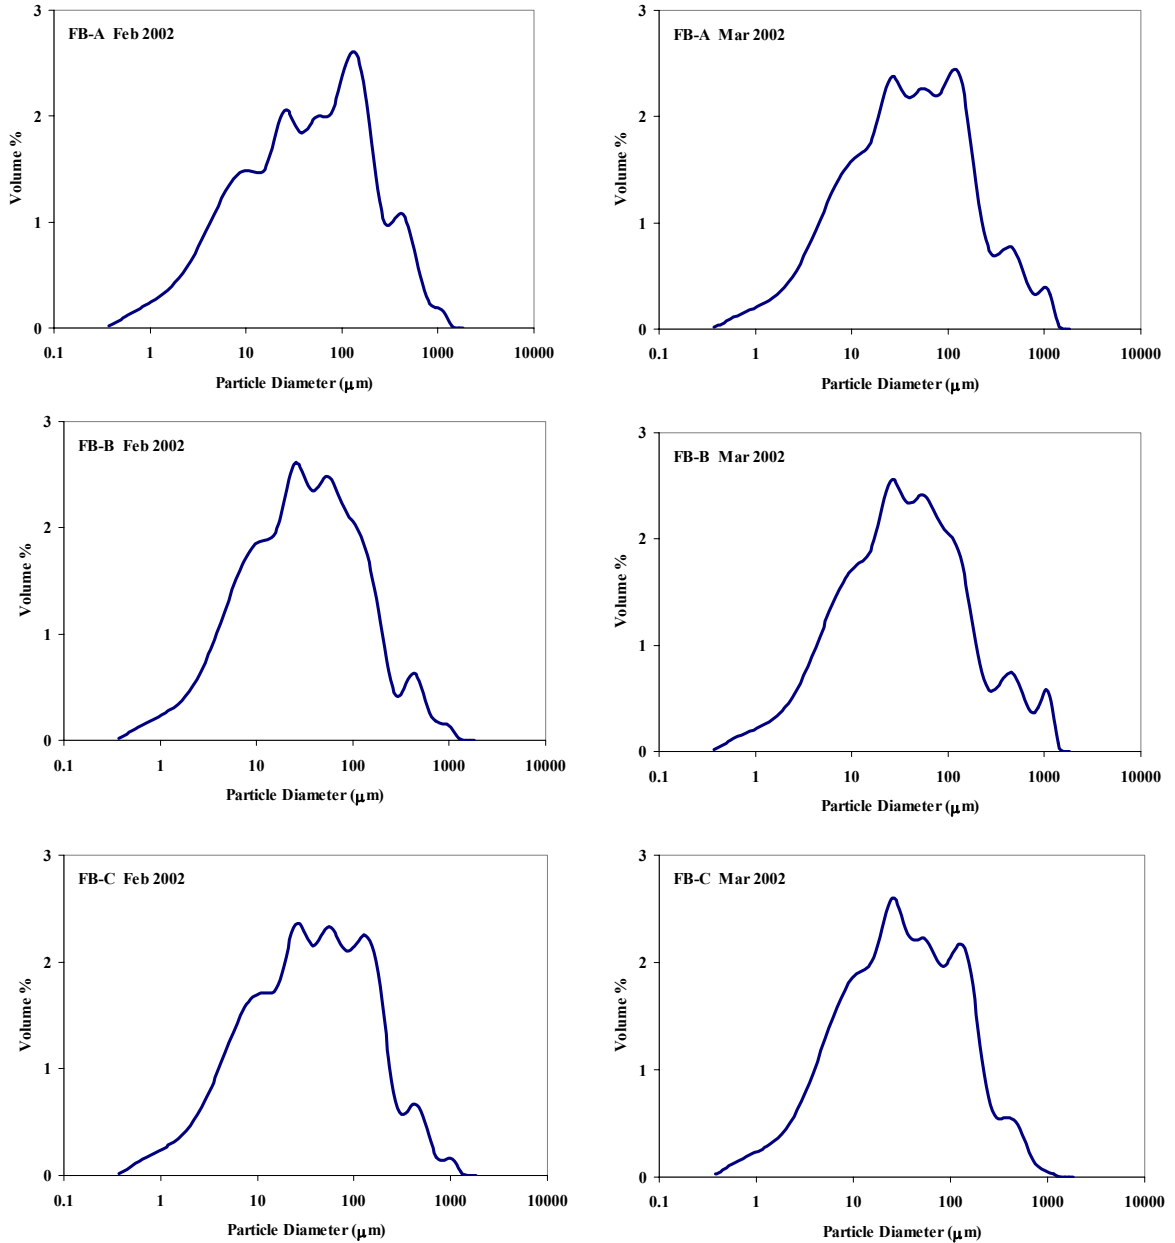 FB-A Feb 2002
3
2
1
0
Volume %
0.1 1 10 100 1000 10000
Particle Diameter (μm)
FB-A Mar 2002
3
2
1
0
Volume %
0.1 1 10 100 1000 10000
Particle Diameter (μm)
FB-B Feb 2002
3
2
1
0
Volume %
0.1 1 10 100 1000 10000
Particle Diameter (μm)
FB-B Mar 2002
3
2
1
0
Volume %
0.1 1 10 100 1000 10000
Particle Diameter (μm)
FB-C Feb 2002
3
2
1
0
Volume %
0.1 1 10 100 1000 10000
Particle Diameter (μm)
FB-C Mar 2002
3
2
1
0
Volume %
0.1 1 10 100 1000 10000
Particle Diameter (μm)